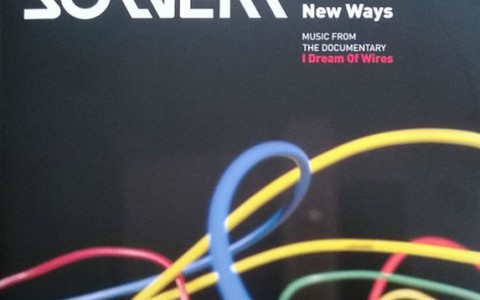 New Ways
MUSIC FROM
THE DOCUMENTARY
I Dream Of Wires